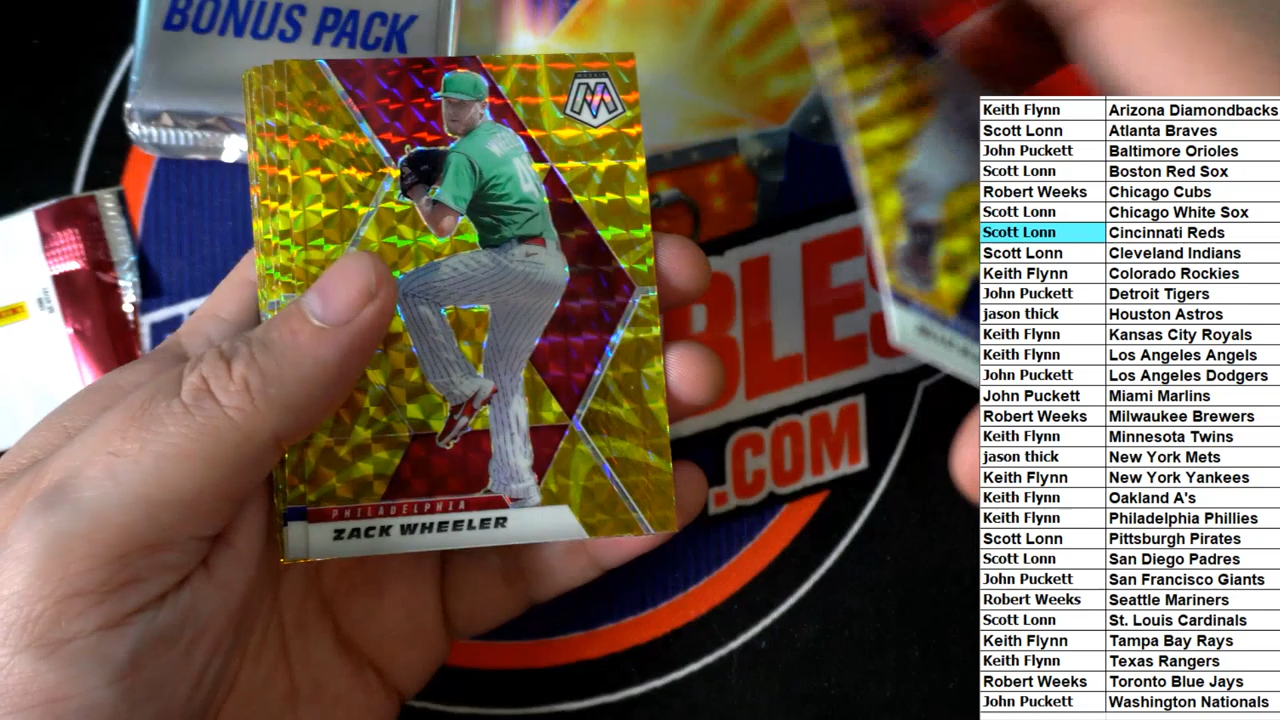 BONUS PACK
MOSAIC
WHEELER
45
PHILADELPHIA
ZACK WHEELER
BLES
.COM
Keith Flynn Arizona Diamondbacks
Scott Lonn Atlanta Braves
John Puckett Baltimore Orioles
Scott Lonn Boston Red Sox
Robert Weeks Chicago Cubs
Scott Lonn Chicago White Sox
Scott Lonn Cincinnati Reds
Scott Lonn Cleveland Indians
Keith Flynn Colorado Rockies
John Puckett Detroit Tigers
jason thick Houston Astros
Keith Flynn Kansas City Royals
Keith Flynn Los Angeles Angels
John Puckett Los Angeles Dodgers
John Puckett Miami Marlins
Robert Weeks Milwaukee Brewers
Keith Flynn Minnesota Twins
jason thick New York Mets
Keith Flynn New York Yankees
Keith Flynn Oakland A's
Keith Flynn Philadelphia Phillies
Scott Lonn Pittsburgh Pirates
Scott Lonn San Diego Padres
John Puckett San Francisco Giants
Robert Weeks Seattle Mariners
Scott Lonn St. Louis Cardinals
Keith Flynn Tampa Bay Rays
Keith Flynn Texas Rangers
Robert Weeks Toronto Blue Jays
John Puckett Washington Nationals